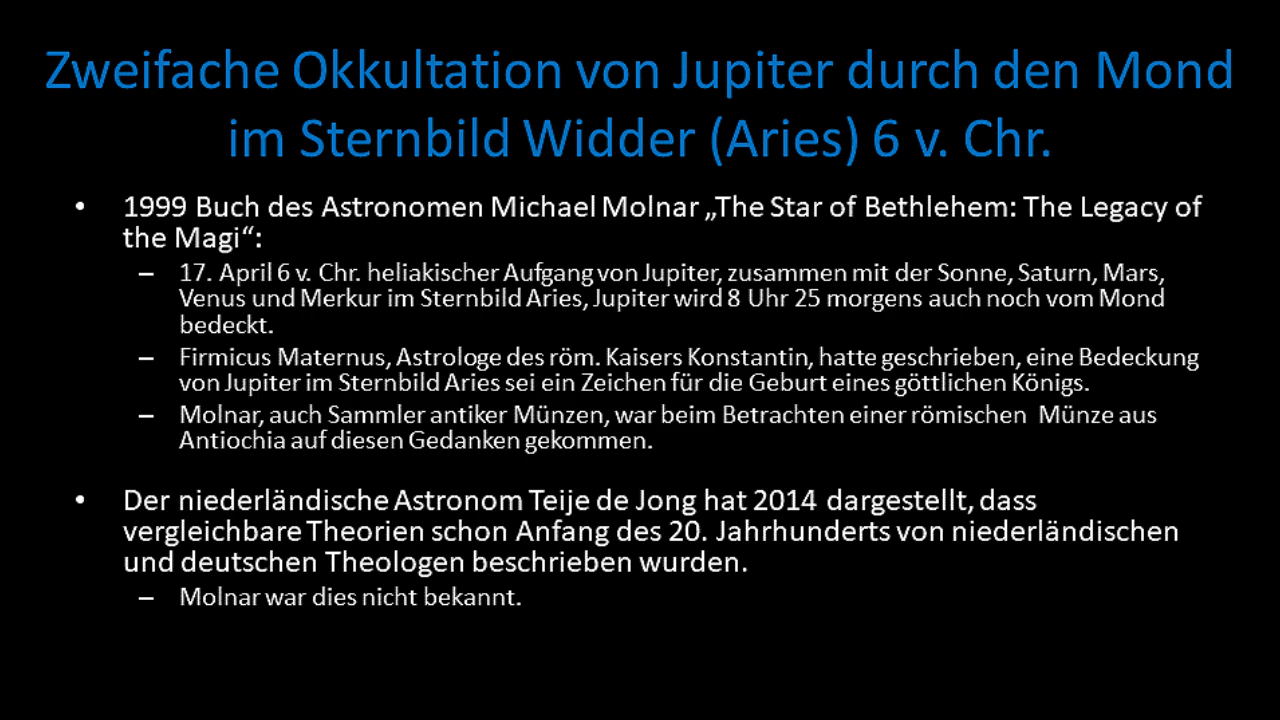 Zweifache Okkultation von Jupiter durch den Mond
im Sternbild Widder (Aries) 6 v. Chr.
• 1999 Buch des Astronomen Michael Molnar „The Star of Bethlehem: The Legacy of
the Magi“:
– 17. April 6 v. Chr. heliakischer Aufgang von Jupiter, zusammen mit der Sonne, Saturn, Mars,
Venus und Merkur im Sternbild Aries, Jupiter wird 8 Uhr 25 morgens auch noch vom Mond
bedeckt.
– Firmicus Maternus, Astrologe des röm. Kaisers Konstantin, hatte geschrieben, eine Bedeckung
von Jupiter im Sternbild Aries sei ein Zeichen für die Geburt eines göttlichen Königs.
– Molnar, auch Sammler antiker Münzen, war beim Betrachten einer römischen Münze aus
Antiochia auf diesen Gedanken gekommen.
• Der niederländische Astronom Teije de Jong hat 2014 dargestellt, dass
vergleichbare Theorien schon Anfang des 20. Jahrhunderts von niederländischen
und deutschen Theologen beschrieben wurden.
– Molnar war dies nicht bekannt.